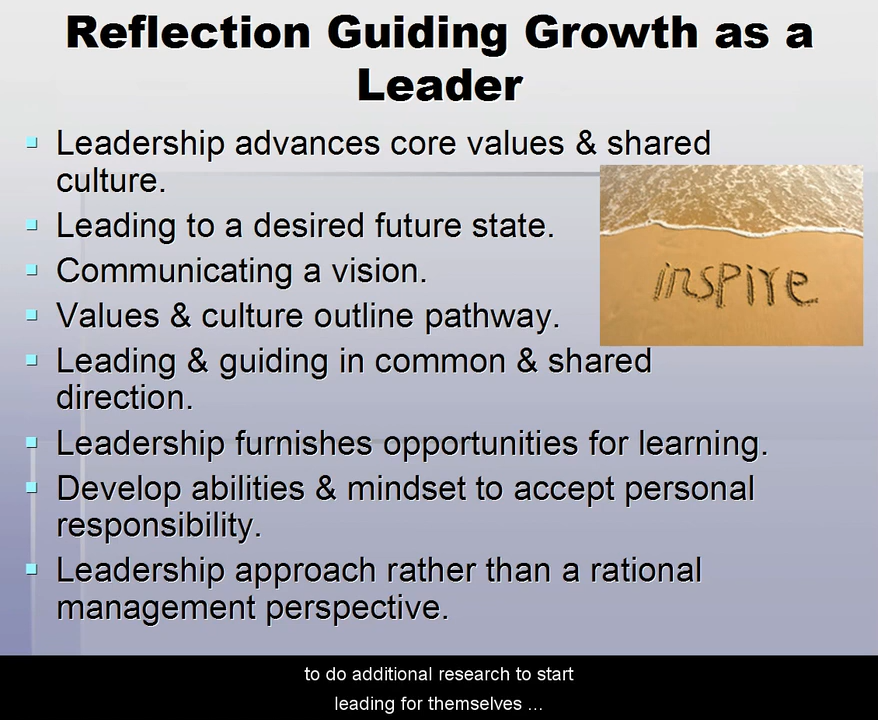 Reflection Guiding Growth as a
Leader
Leadership advances core values & shared
culture.
Leading to a desired future state.
Communicating a vision.
Values & culture outline pathway.
inspire
Leading & guiding in common & shared
direction.
Leadership furnishes opportunities for learning.
Develop abilities & mindset to accept personal
responsibility.
Leadership approach rather than a rational
management perspective.
to do additional research to start
leading for themselves ...